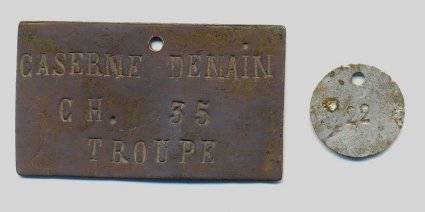 CASERNE DENAIN
CH. 35
TROUPE
22